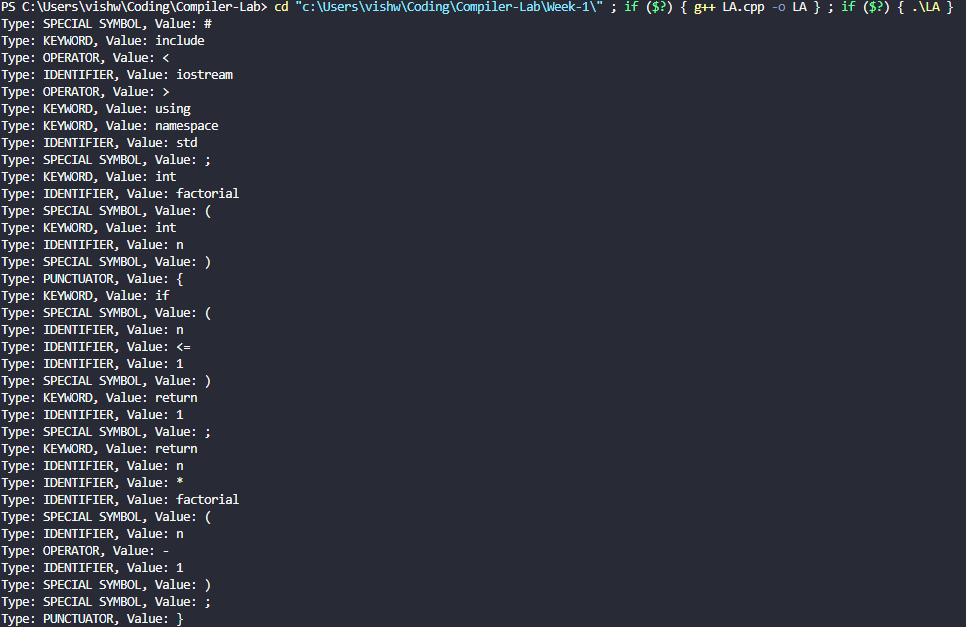 PS C:\Users\vishw\Coding\Compiler-Lab> cd "c:\Users\vishw\Coding\Compiler-Lab\Week-1\" ; if ($?) { g++ LA.cpp -o LA } ; if ($?) { .\LA }
Type: SPECIAL SYMBOL, Value: #
Type: KEYWORD, Value: include
Type: OPERATOR, Value: <
Type: IDENTIFIER, Value: iostream
Type: OPERATOR, Value: >
Type: KEYWORD, Value: using
Type: KEYWORD, Value: namespace
Type: IDENTIFIER, Value: std
Type: SPECIAL SYMBOL, Value: ;
Type: KEYWORD, Value: int
Type: IDENTIFIER, Value: factorial
Type: SPECIAL SYMBOL, Value: (
Type: KEYWORD, Value: int
Type: IDENTIFIER, Value: n
Type: SPECIAL SYMBOL, Value: )
Type: PUNCTUATOR, Value: {
Type: KEYWORD, Value: if
Type: SPECIAL SYMBOL, Value: (
Type: IDENTIFIER, Value: n
Type: IDENTIFIER, Value: <=
Type: IDENTIFIER, Value: 1
Type: SPECIAL SYMBOL, Value: )
Type: KEYWORD, Value: return
Type: IDENTIFIER, Value: 1
Type: SPECIAL SYMBOL, Value: ;
Type: KEYWORD, Value: return
Type: IDENTIFIER, Value: n
Type: IDENTIFIER, Value: *
Type: IDENTIFIER, Value: factorial
Type: SPECIAL SYMBOL, Value: (
Type: IDENTIFIER, Value: n
Type: OPERATOR, Value: -
Type: IDENTIFIER, Value: 1
Type: SPECIAL SYMBOL, Value: )
Type: SPECIAL SYMBOL, Value: ;
Type: PUNCTUATOR, Value: }